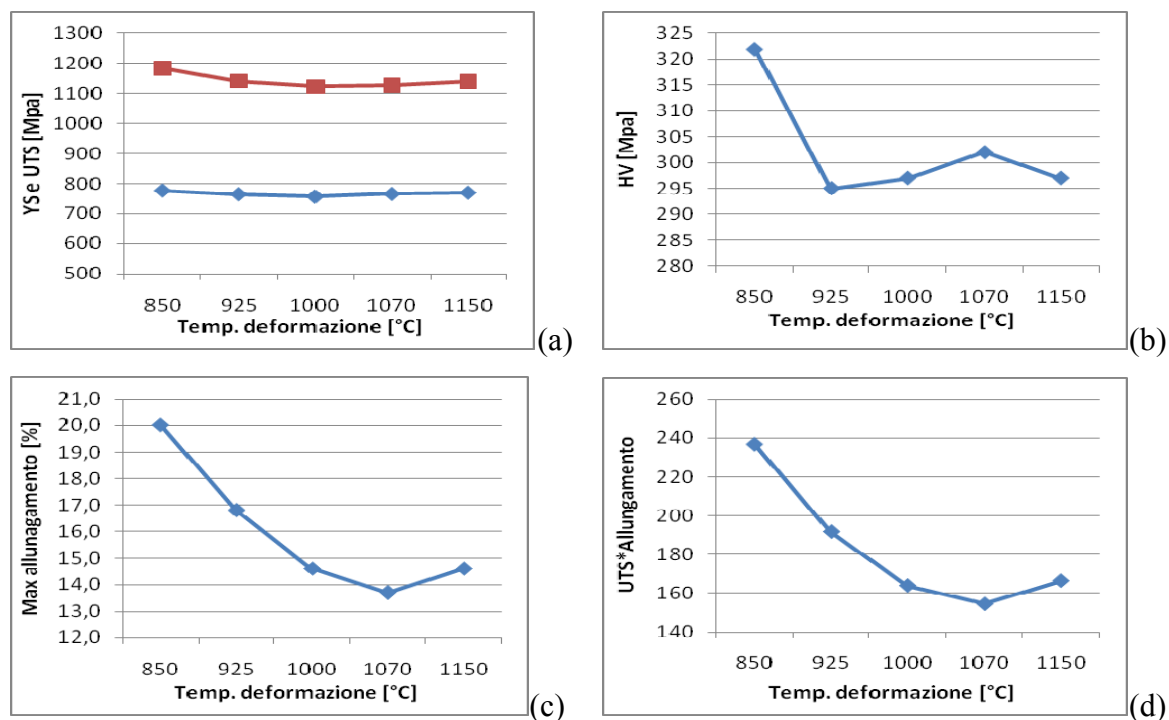 1300
1200
1100
1000
900
800
700
600
500
YSe UTS [Mpa]
850 925 1000 1070 1150
Temp. deformazione [°C]
(a)
325
320
315
310
305
300
295
290
285
280
HV [Mpa]
850 925 1000 1070 1150
Temp. deformazione [°C]
(b)
21,0
20,0
19,0
18,0
17,0
16,0
15,0
14,0
13,0
12,0
Max allunagamento [%]
850 925 1000 1070 1150
Temp. deformazione [°C]
(c)
260
240
220
200
180
160
140
UTS*Allungamento
850 925 1000 1070 1150
Temp. deformazione [°C]
(d)